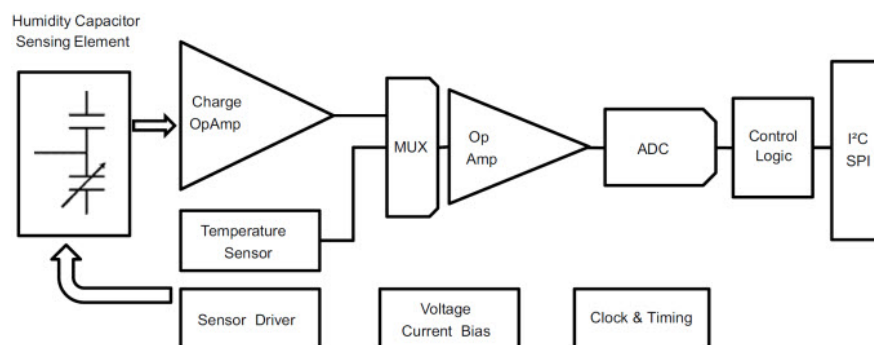 Humidity Capacitor
Sensing Element
Charge
OpAmp
MUX
Op
Amp
ADC
Control
Logic
I²C
SPI
Temperature
Sensor
Sensor Driver
Voltage
Current Bias
Clock & Timing